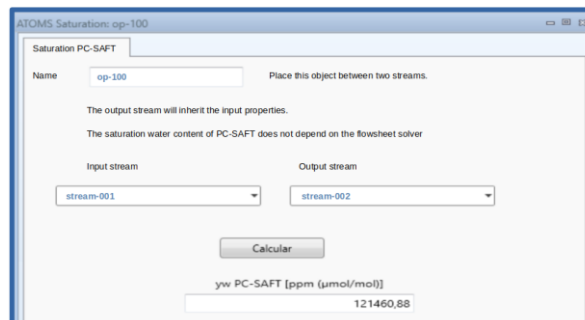 ATOMS Saturation: op-100
Saturation PC-SAFT
Name op-100 Place this object between two streams.
The output stream will inherit the input properties.
The saturation water content of PC-SAFT does not depend on the flowsheet solver
Input stream Output stream
stream-001 stream-002
Calcular
yw PC-SAFT [ppm (µmol/mol)]
121460,88